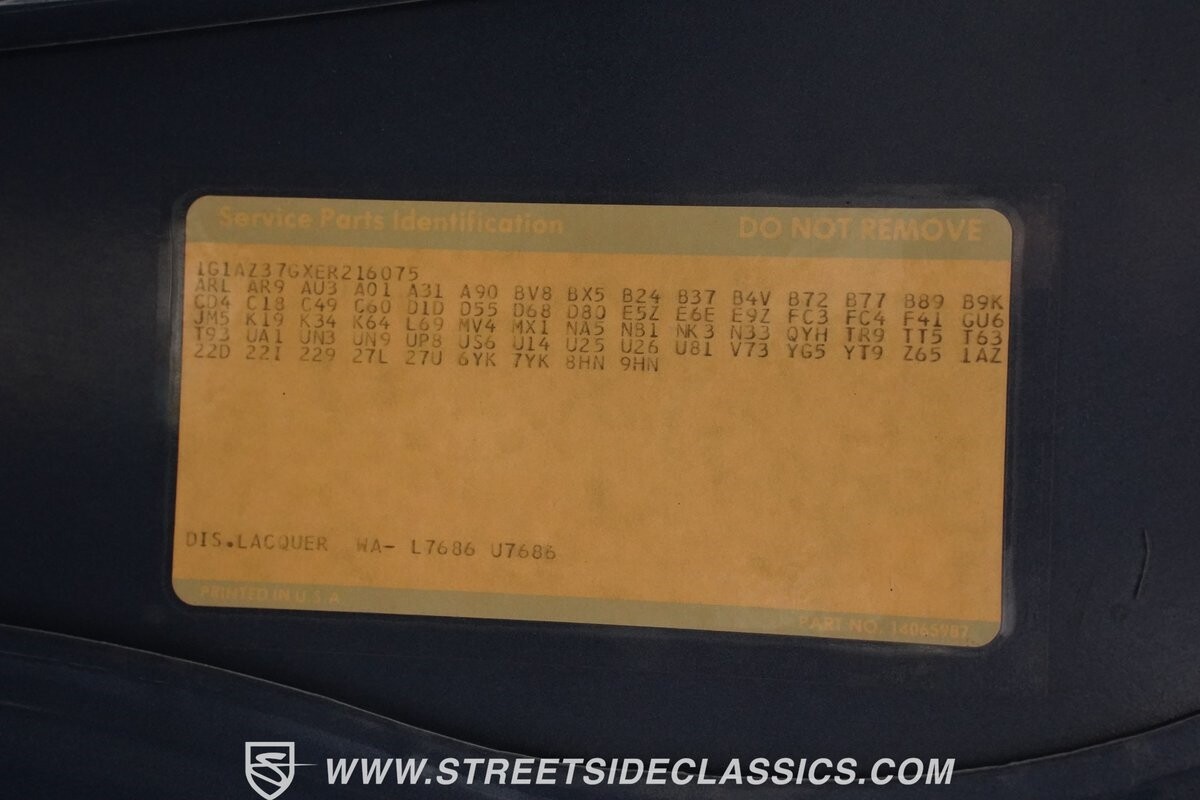 Service Parts Identification DO NOT REMOVE
1G1AZ37GXER216075
ARL AR9 AU3 A01 A31 A90 BV8 BX5 B24 B37 B4V B72 B77 B89 B9K
CD4 C18 C49 C60 D1D D55 D68 D80 E5Z E6E E9Z FC3 FC4 F41 GU6
JM5 K19 K34 K64 L69 MV4 MX1 NA5 NB1 NK3 N33 QYH TR9 TT5 T63
T93 UA1 UN3 UN9 UP8 US6 U14 U25 U26 U81 V73 YG5 YT9 Z65 1AZ
22D 22I 229 27L 27U 6YK 7YK 8HN 9HN
DIS.LACQUER WA- L7686 U7686
PRINTED IN U.S.A PART NO. 14065987
WWW.STREETSIDECLASSICS.COM